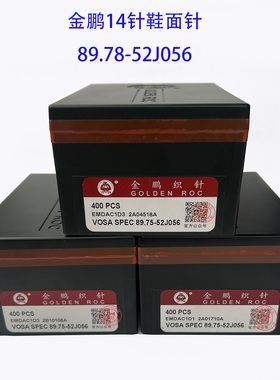 金鹏14针鞋面针
89.78-52J056
金鹏织针
GOLDEN ROC
400 PCS
EMDAC1D3 2A04518A
VOSA SPEC 89.75-52J056
金鹏织针
GOLDEN ROC
400 PCS
EMDAC1D3 2B10108A
VOSA SPEC 89.75-52J056
金鹏织针
GOLDEN ROC
400 PCS
EMDAC1D1 2A01710A
VOSA SPEC 89.75-52J056